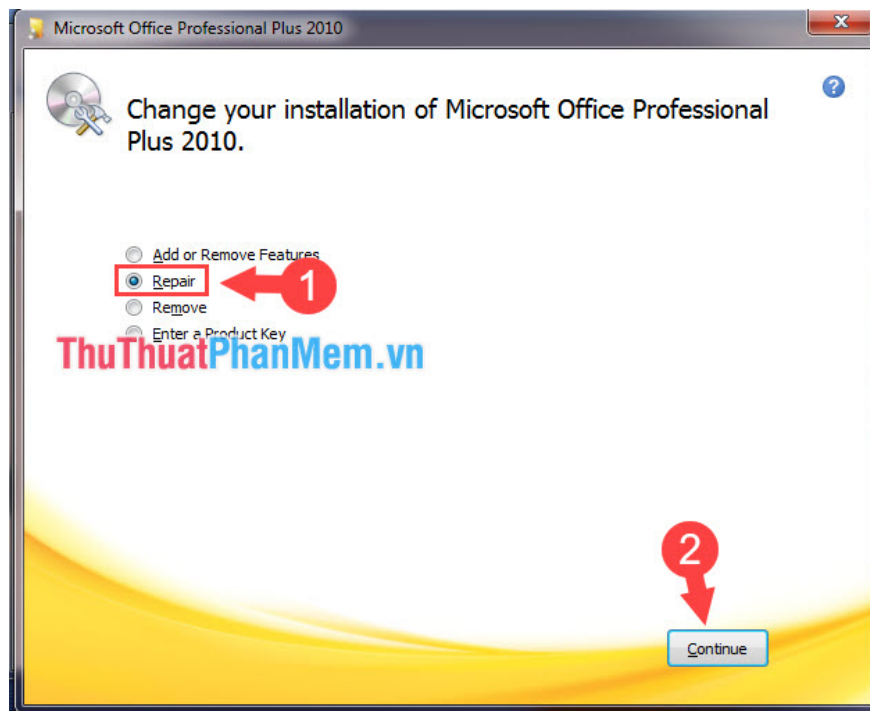 Microsoft Office Professional Plus 2010
Change your installation of Microsoft Office Professional
Plus 2010.
Add or Remove Features
Repair
1
Remove
Enter a Product Key
ThuThuatPhanMem.vn
2
Continue